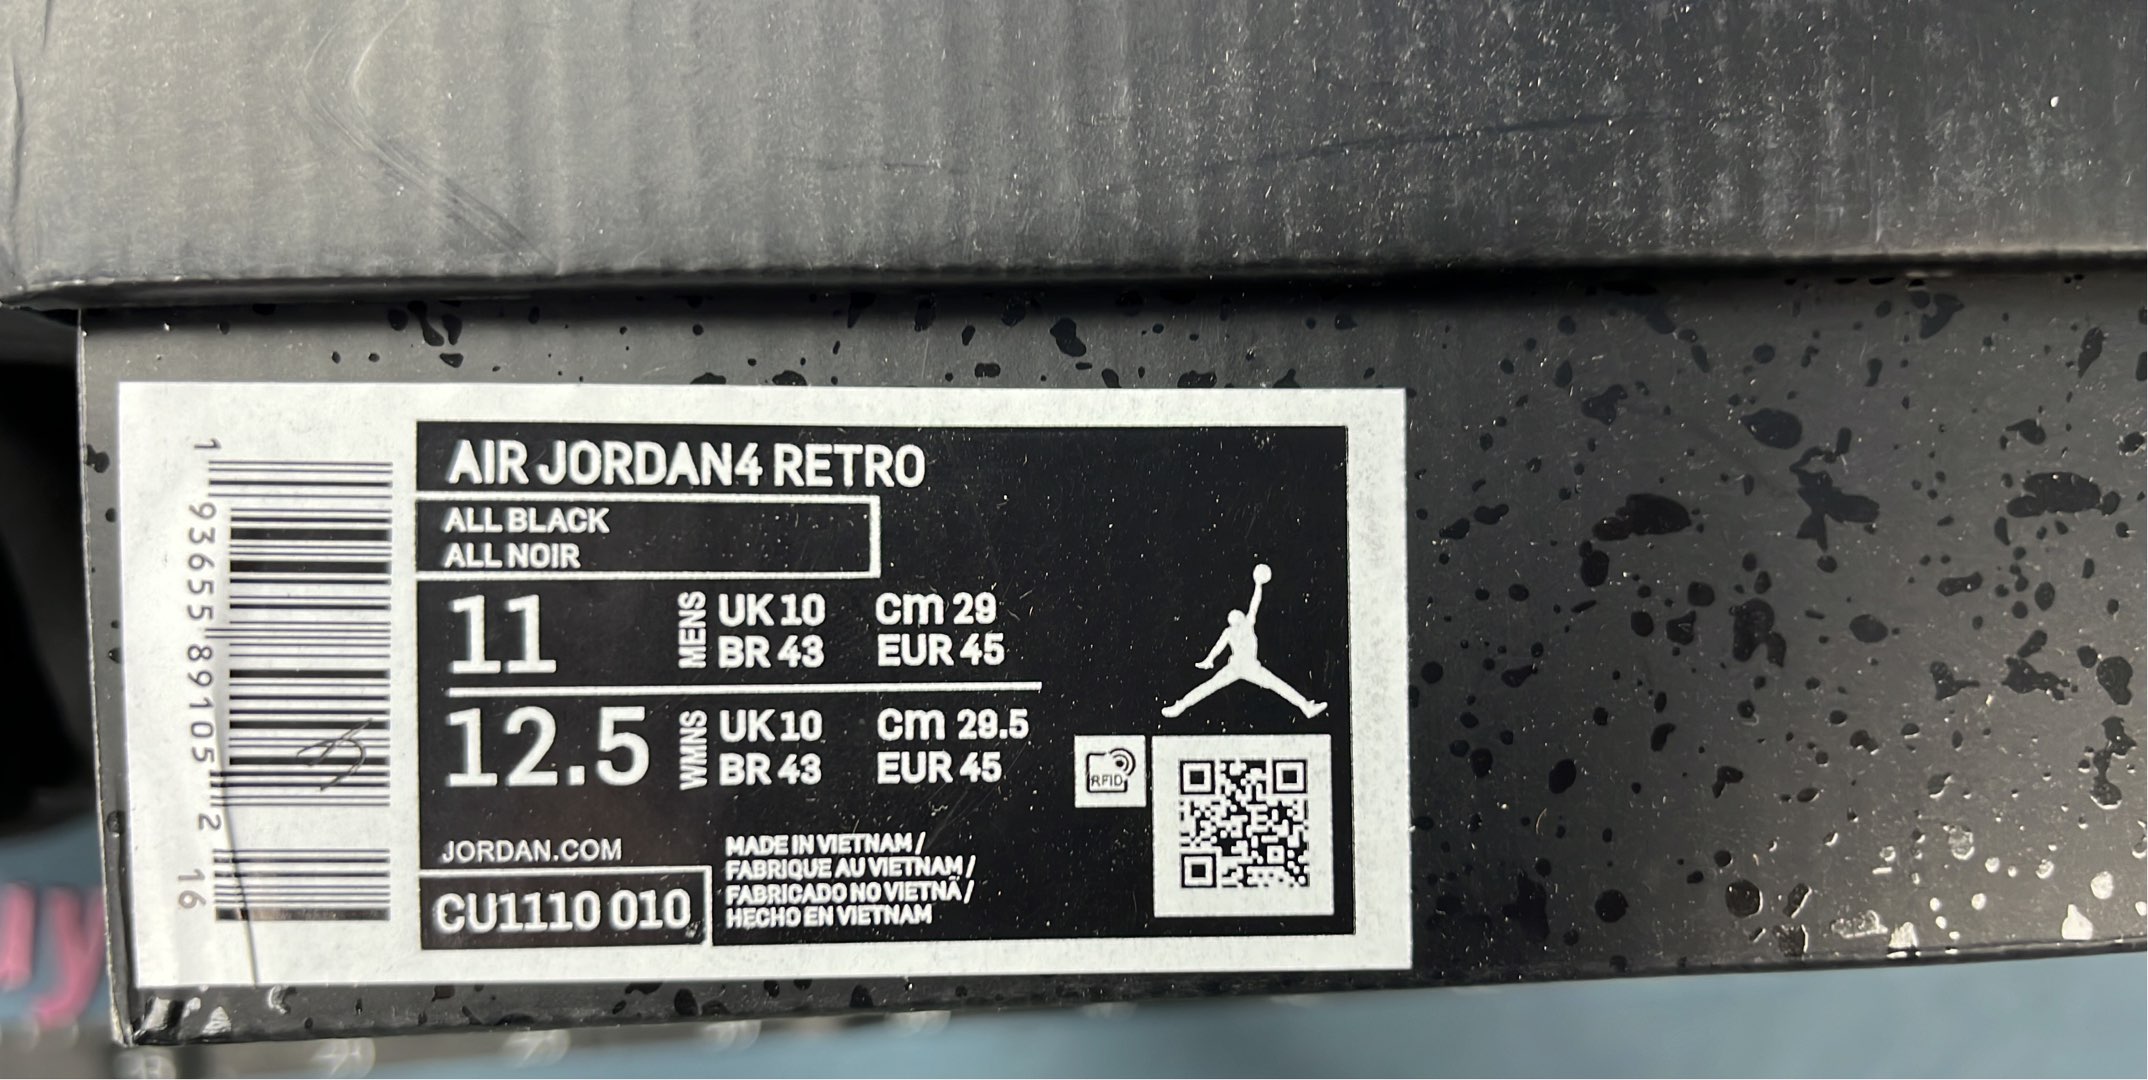 AIR JORDAN4 RETRO
ALL BLACK
ALL NOIR
11
MENS
UK 10
cm 29
BR 43
EUR 45
12.5
WMNS
UK 10
cm 29.5
BR 43
EUR 45
RFID
JORDAN.COM
CU1110 010
MADE IN VIETNAM /
FABRIQUE AU VIETNAM /
FABRICADO NO VIETNÃ /
HECHO EN VIETNAM
1 93655 89105 2 16